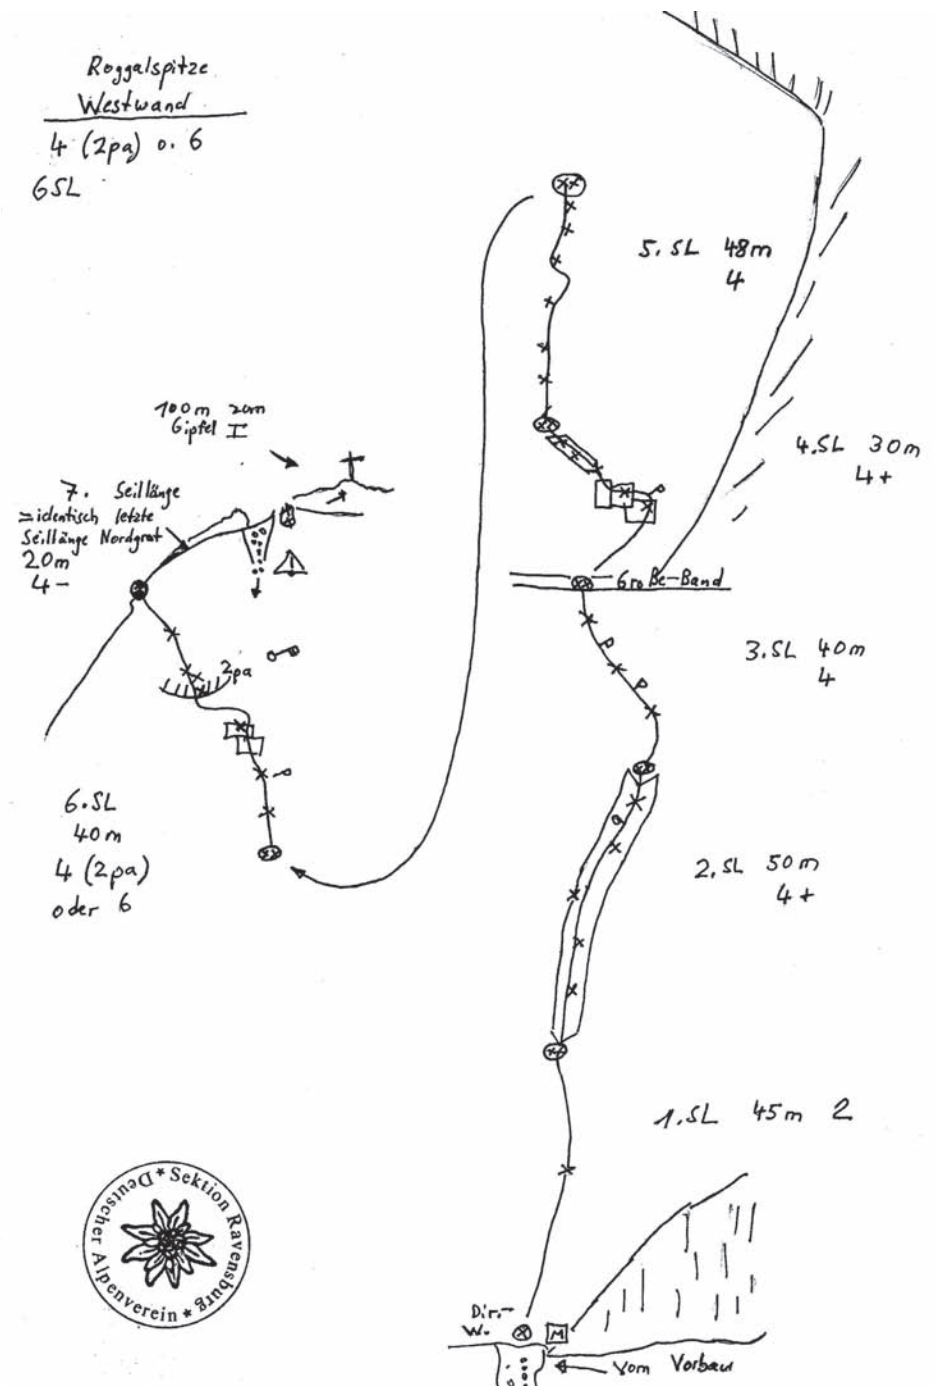 Roggalspitze
Westwand
4 (2pa) o. 6
6SL
5. SL 48m
4
100m zum
Gipfel I
4. SL 30m
4+
7. Seillänge
= identisch letzte
Seillänge Nordgrat
20m
4-
Große-Band
2pa
3. SL 40m
4
6. SL
40m
4 (2pa)
oder 6
2. SL 50m
4+
1. SL 45m 2
Deutscher Alpenverein * Sektion Ravensburg *
Dir.
W.
M
Vom Vorbau